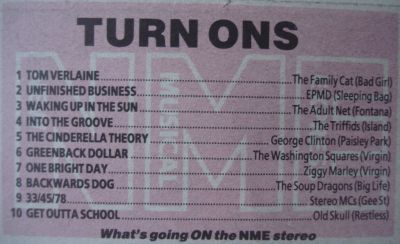 TURN ONS
1 TOM VERLAINE..........The Family Cat (Bad Girl)
2 UNFINISHED BUSINESS..........EPMD (Sleeping Bag)
3 WAKING UP IN THE SUN..........The Adult Net (Fontana)
4 INTO THE GROOVE..........The Triffids (Island)
5 THE CINDERELLA THEORY..........George Clinton (Paisley Park)
6 GREENBACK DOLLAR..........The Washington Squares (Virgin)
7 ONE BRIGHT DAY..........Ziggy Marley (Virgin)
8 BACKWARDS DOG..........The Soup Dragons (Big Life)
9 33/45/78..........Stereo MCs (Gee St)
10 GET OUTTA SCHOOL..........Old Skull (Restless)
What's going ON the NME stereo
NME
MUSICAL